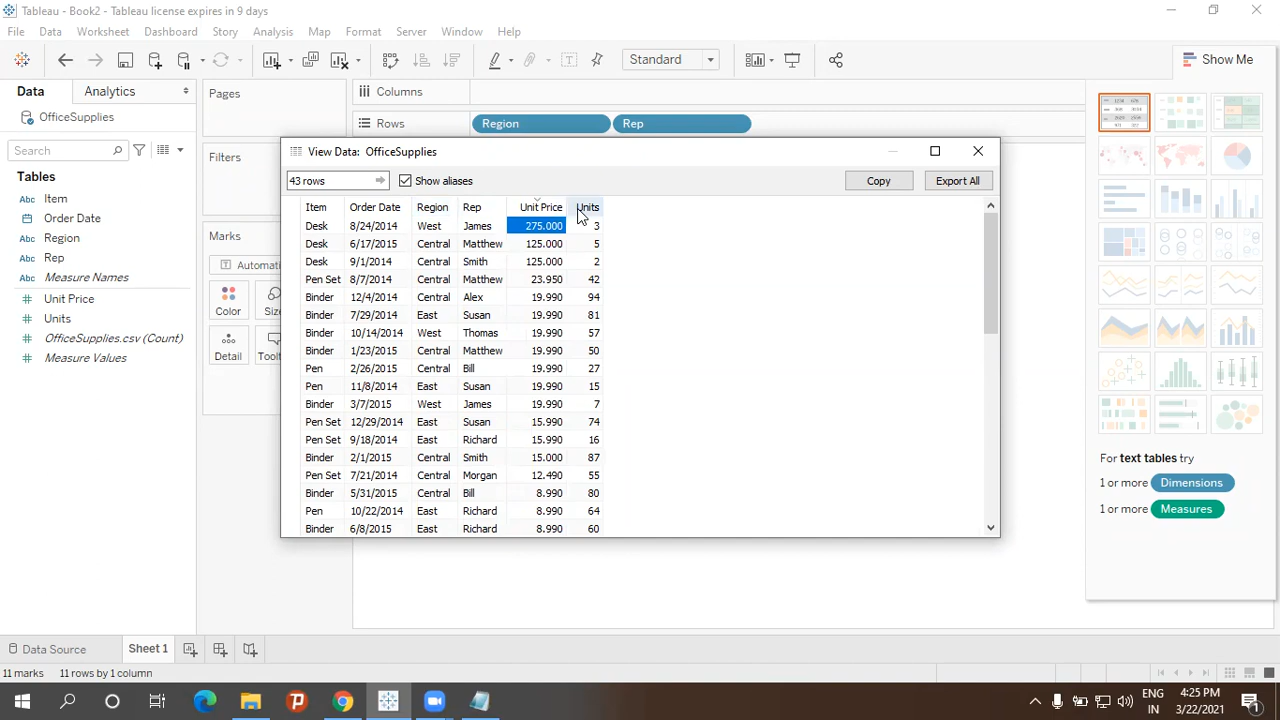 Tableau - Book2 - Tableau license expires in 9 days
File Data Worksheet Dashboard Story Analysis Map Format Server Window Help
Standard
Show Me
Data Analytics
Pages
Columns
OfficeSupplies
Rows Region Rep
Search
Filters
Tables
Abc Item
Order Date
Abc Region
Abc Rep
Abc Measure Names
Unit Price
Units
OfficeSupplies.csv (Count)
Measure Values
Marks
Automati
Color Size
Detail Toolt
View Data: OfficeSupplies
43 rows Show aliases Copy Export All
Item Order Date Region Rep Unit Price Units
Desk 8/24/2014 West James 275.000 3
Desk 6/17/2015 Central Matthew 125.000 5
Desk 9/1/2014 Central Smith 125.000 2
Pen Set 8/7/2014 Central Matthew 23.950 42
Binder 12/4/2014 Central Alex 19.990 94
Binder 7/29/2014 East Susan 19.990 81
Binder 10/14/2014 West Thomas 19.990 57
Binder 1/23/2015 Central Matthew 19.990 50
Pen 2/26/2015 Central Bill 19.990 27
Pen 11/8/2014 East Susan 19.990 15
Binder 3/7/2015 West James 19.990 7
Pen Set 12/29/2014 East Susan 15.990 74
Pen Set 9/18/2014 East Richard 15.990 16
Binder 2/1/2015 Central Smith 15.000 87
Pen Set 7/21/2014 Central Morgan 12.490 55
Binder 5/31/2015 Central Bill 8.990 80
Pen 10/22/2014 East Richard 8.990 64
Binder 6/8/2015 East Richard 8.990 60
For text tables try
1 or more Dimensions
1 or more Measures
Data Source Sheet 1
11 marks 11 rows by 1 column
ENG
IN
4:25 PM
3/22/2021
1